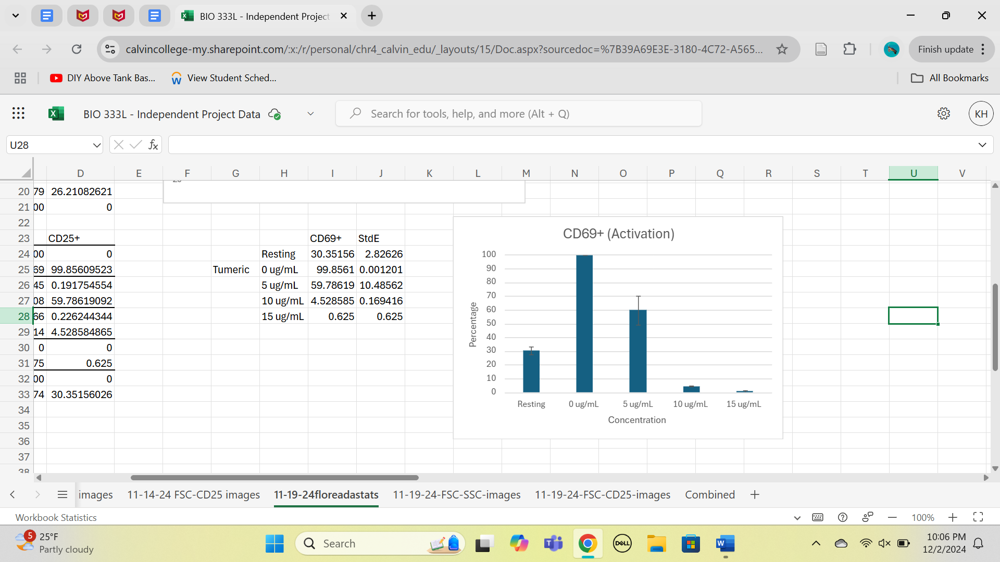 BIO 333L - Independent Project
calvincollege-my.sharepoint.com/:x:/r/personal/chr4_calvin_edu/_layouts/15/Doc.aspx?sourcedoc=%7B39A69E3E-3180-4C72-A565...
Finish update
DIY Above Tank Bas...
View Student Sched...
All Bookmarks
BIO 333L - Independent Project Data
Search for tools, help, and more (Alt + Q)
KH
U28
fx
D E F G H I J K L M N O P Q R S T U V
20 79 26.21082621
21 00 0
22
23 CD25+ CD69+ StdE
24 00 0 Resting 30.35156 2.82626
25 69 99.85609523 Tumeric 0 ug/mL 99.8561 0.001201
26 45 0.191754554 5 ug/mL 59.78619 10.48562
27 08 59.78619092 10 ug/mL 4.528585 0.169416
28 66 0.226244344 15 ug/mL 0.625 0.625
29 14 4.528584865
30 0 0
31 75 0.625
32 00 0
33 74 30.35156026
34
35
36
37
38
CD69+ (Activation)
100
90
80
70
60
50
40
30
20
10
0
Percentage
Resting 0 ug/mL 5 ug/mL 10 ug/mL 15 ug/mL
Concentration
images 11-14-24 FSC-CD25 images 11-19-24floreadastats 11-19-24-FSC-SSC-images 11-19-24-FSC-CD25-images Combined
Workbook Statistics
100%
5
25°F
Partly cloudy
Search
DELL
10:06 PM
12/2/2024